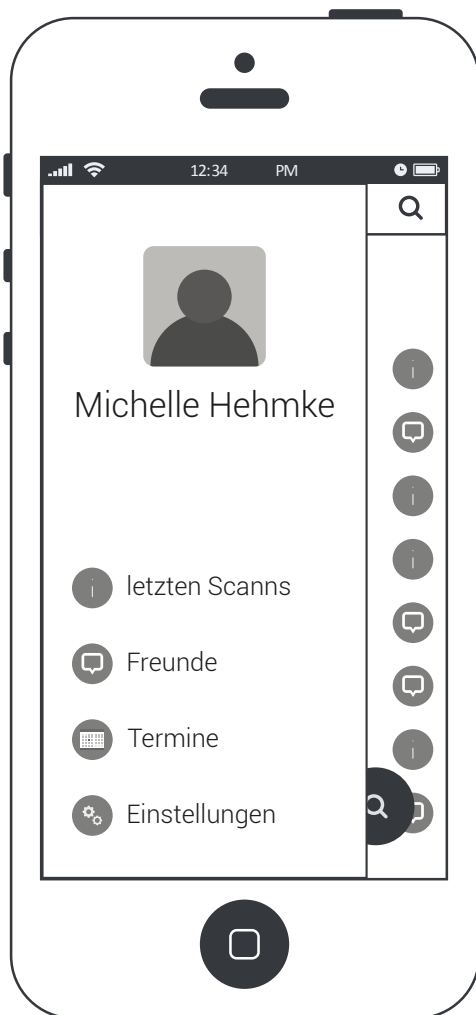 12:34 PM
Michelle Hehmke
letzten Scanns
Freunde
Termine
Einstellungen